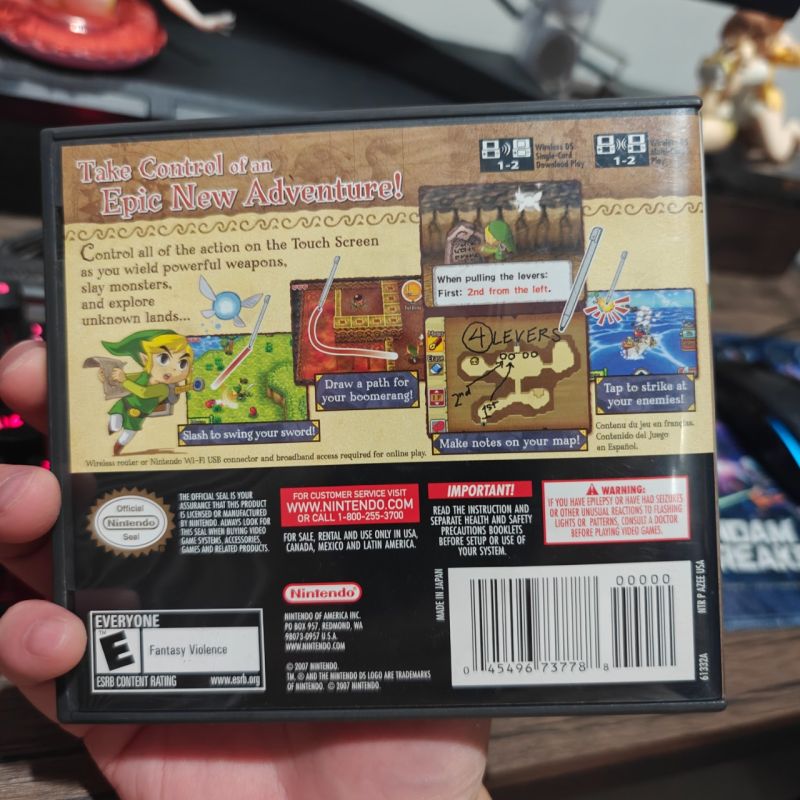 Take Control of an
Epic New Adventure!
1-2
Wireless DS
Single-Card
Download Play
1-2
Control all of the action on the Touch Screen
as you wield powerful weapons,
slay monsters,
and explore
unknown lands...
When pulling the levers:
First: 2nd from the left.
4 LEVERS
2nd
1st
Slash to swing your sword!
Draw a path for
your boomerang!
Make notes on your map!
Tap to strike at
your enemies!
Contenu du jeu en français.
Contenido del Juego
en Español.
Wireless router or Nintendo Wi-Fi USB connector and broadband access required for online play.
Official
Nintendo
Seal
THE OFFICIAL SEAL IS YOUR
ASSURANCE THAT THIS PRODUCT
IS LICENSED OR MANUFACTURED
BY NINTENDO. ALWAYS LOOK FOR
THIS SEAL WHEN BUYING VIDEO
GAME SYSTEMS, ACCESSORIES,
GAMES AND RELATED PRODUCTS.
FOR CUSTOMER SERVICE VISIT
WWW.NINTENDO.COM
OR CALL 1-800-255-3700
FOR SALE, RENTAL AND USE ONLY IN USA,
CANADA, MEXICO AND LATIN AMERICA.
IMPORTANT!
READ THE INSTRUCTION AND
SEPARATE HEALTH AND SAFETY
PRECAUTIONS BOOKLETS
BEFORE SETUP OR USE OF
YOUR SYSTEM.
WARNING:
IF YOU HAVE EPILEPSY OR HAVE HAD SEIZURES
OR OTHER UNUSUAL REACTIONS TO FLASHING
LIGHTS OR PATTERNS, CONSULT A DOCTOR
BEFORE PLAYING VIDEO GAMES.
EVERYONE
E
TM
Fantasy Violence
ESRB CONTENT RATING www.esrb.org
Nintendo
NINTENDO OF AMERICA INC.
PO BOX 957, REDMOND, WA
98073-0957 U.S.A.
WWW.NINTENDO.COM
© 2007 NINTENDO.
TM, ® AND THE NINTENDO DS LOGO ARE TRADEMARKS
OF NINTENDO. © 2007 NINTENDO.
MADE IN JAPAN
00000
0 45496 73778 8
61332A
NTR P AZEE USA